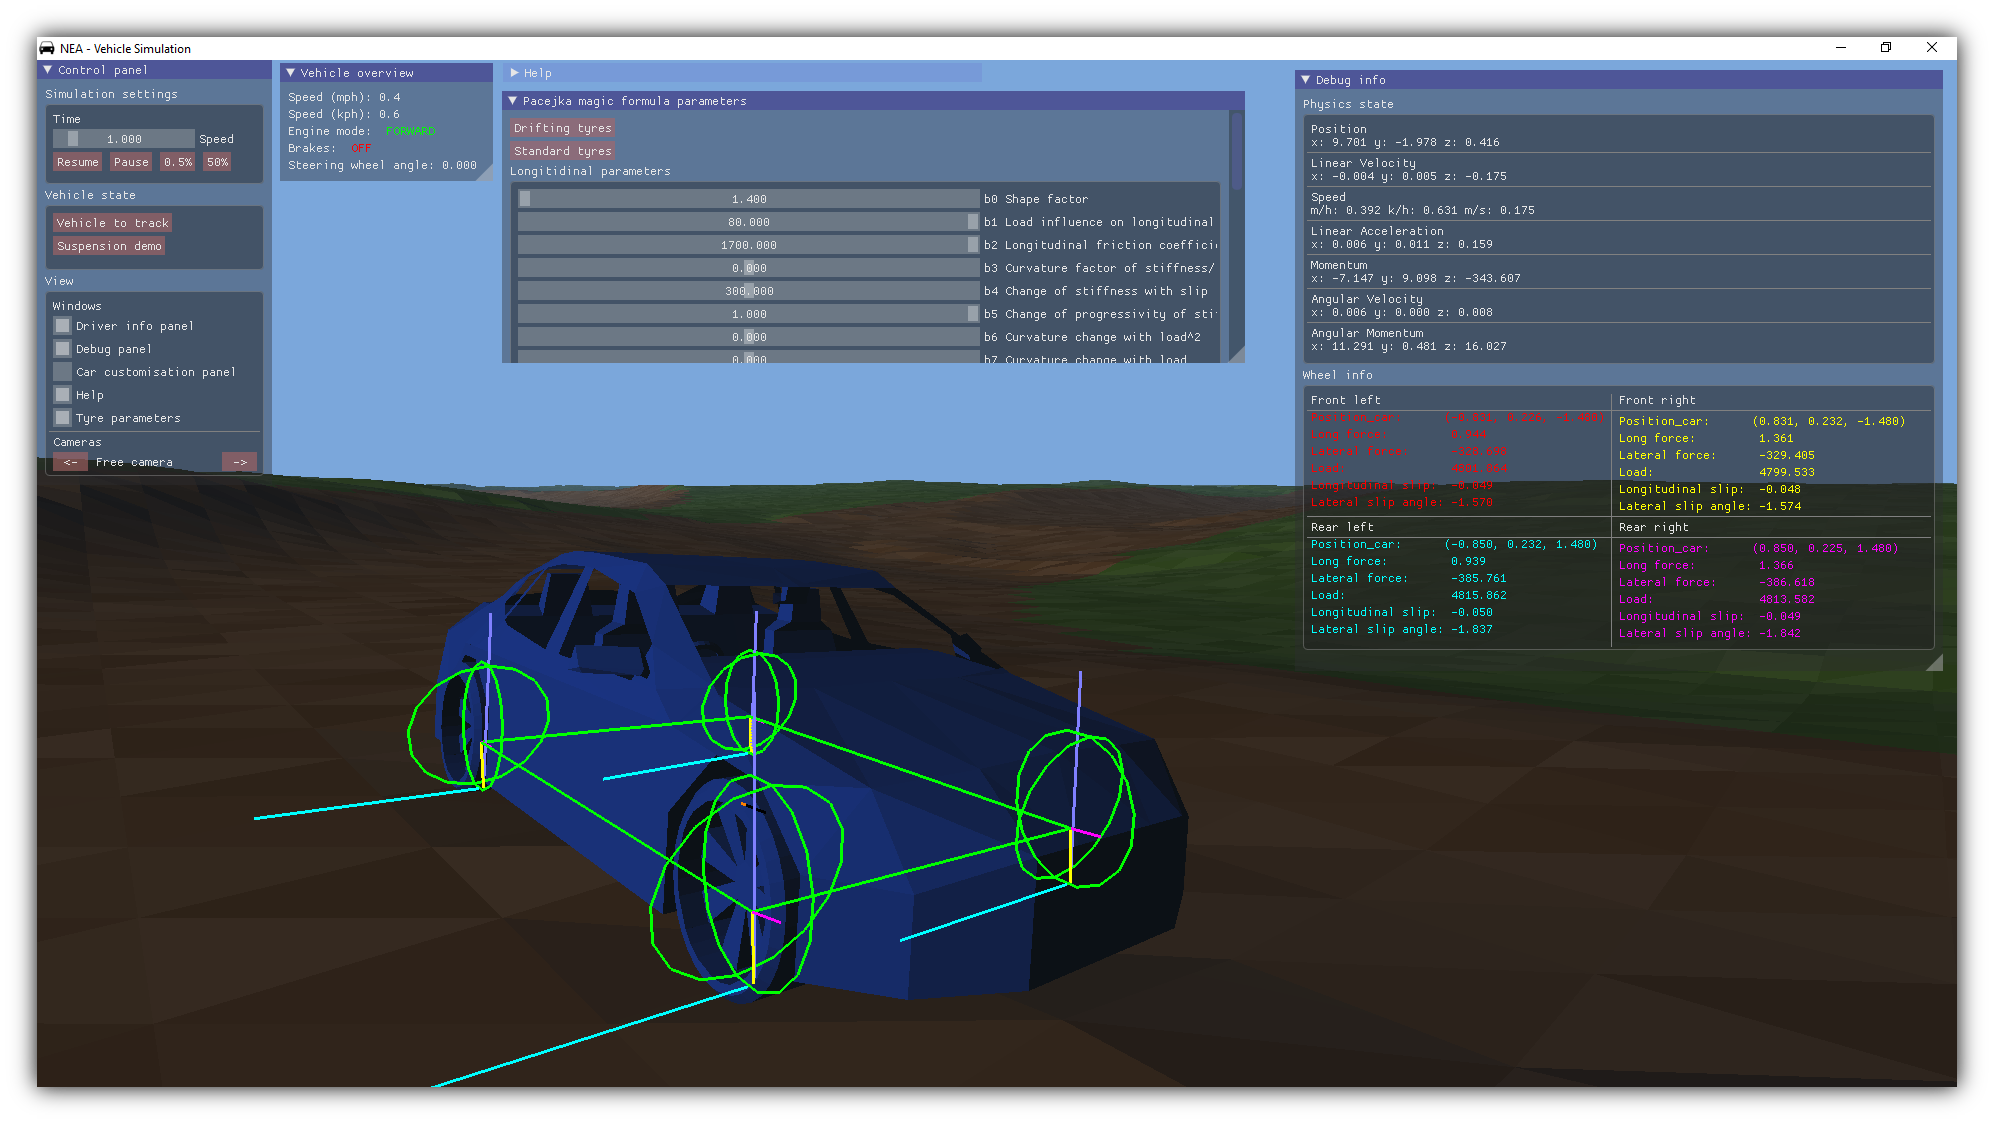 NEA - Vehicle Simulation
Control panel
Simulation settings
Time
1.000 Speed
Resume Pause 0.5% 50%
Vehicle state
Vehicle to track
Suspension demo
View
Windows
Driver info panel
Debug panel
Car customisation panel
Help
Tyre parameters
Cameras
<- Free camera ->
Vehicle overview
Speed (mph): 0.4
Speed (kph): 0.6
Engine mode: FORWARD
Brakes: OFF
Steering wheel angle: 0.000
Help
Pacejka magic formula parameters
Drifting tyres
Standard tyres
Longitidinal parameters
1.400 b0 Shape factor
80.000 b1 Load influence on longitudinal
1700.000 b2 Longitudinal friction coeffici
0.000 b3 Curvature factor of stiffness/
300.000 b4 Change of stiffness with slip
1.000 b5 Change of progressivity of sti
0.000 b6 Curvature change with load^2
0.000 b7 Curvature change with load
Debug info
Physics state
Position
x: 9.701 y: -1.978 z: 0.416
Linear Velocity
x: -0.004 y: 0.005 z: -0.175
Speed
m/h: 0.392 k/h: 0.631 m/s: 0.175
Linear Acceleration
x: 0.006 y: 0.011 z: 0.159
Momentum
x: -7.147 y: 9.098 z: -343.607
Angular Velocity
x: 0.006 y: 0.000 z: 0.008
Angular Momentum
x: 11.291 y: 0.481 z: 16.027
Wheel info
Front left
Position_car:
Long force:
Lateral force
Load:
Longitudinal slip: -0.049
Lateral slip angle: -1.570
Front right
Position_car: (0.831, 0.232, -1.480)
Long force: 1.361
Lateral force: -329.405
Load: 4799.533
Longitudinal slip: -0.048
Lateral slip angle: -1.574
Rear left
Position_car: (-0.850, 0.232, 1.480)
Long force: 0.939
Lateral force: -385.761
Load: 4815.862
Longitudinal slip: -0.050
Lateral slip angle: -1.837
Rear right
Position_car: (0.850, 0.225, 1.480)
Long force: 1.366
Lateral force: -386.618
Load: 4813.582
Longitudinal slip: -0.049
Lateral slip angle: -1.842